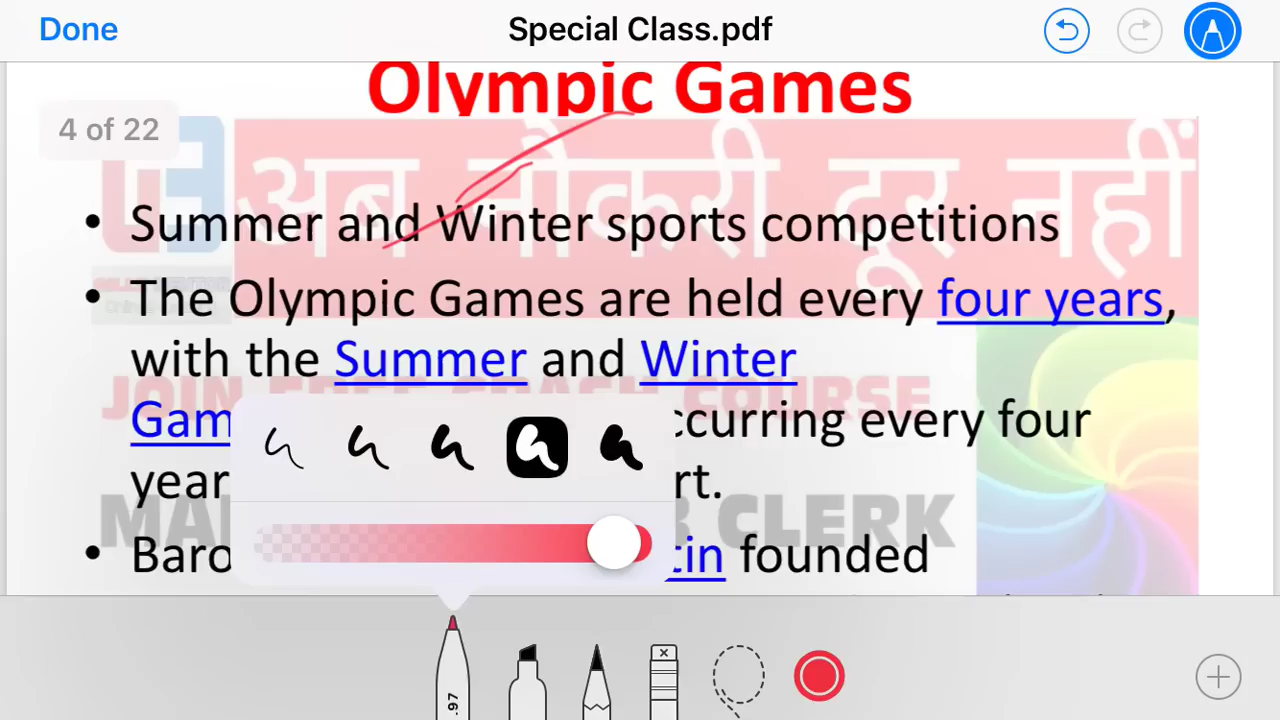 Done
Special Class.pdf
Olympic Games
4 of 22
अब नौकरी दूर नहीं
• Summer and Winter sports competitions
• The Olympic Games are held every four years,
with the Summer and Winter
Gam ccurring every four
year rt.
• Baro tin founded
JOIN FREE COURSE
CLERK
.97